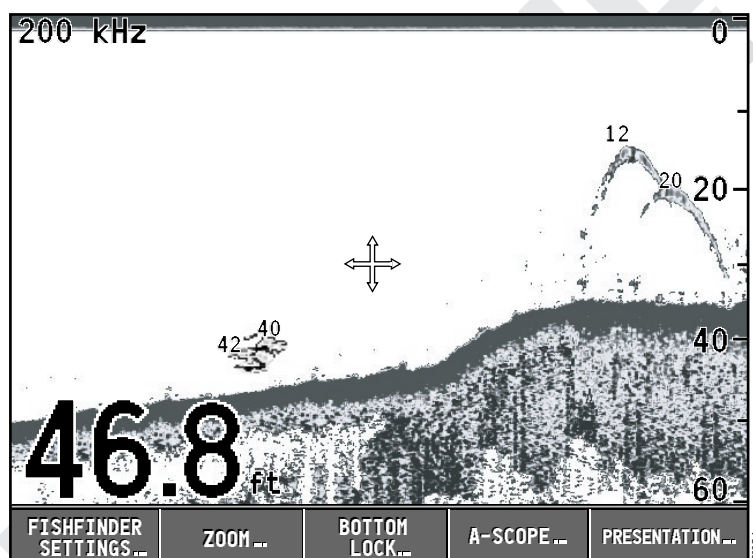 200 kHz
0
12
20
20
40
42
40
46.8 ft
60
FISHFINDER SETTINGS...
ZOOM...
BOTTOM LOCK...
A-SCOPE...
PRESENTATION...